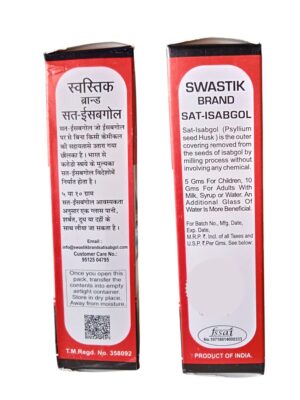 स्वस्तिक
ब्रान्ड
सत-ईसबगोल
सत-ईसबगोल जो ईसबगोल
पर से बिना किसी केमीकल
की सहायतासे उतारा गया
छीलका है । भारत से
करोड़ो रुपये के मूल्यका
सत-ईसबगोल विदेशोमें
निर्यात होता है ।
५ या १० ग्राम
सत-ईसबगोल आवश्यकता
अनुसार एक ग्लास पानी,
शर्बत, दूध या दही के
साथ लीया जा सकता है ।
Email :
info@swastikbrandsatisabgol.com
Customer Care No.:
95125 04795
Once you open this
pack, transfer the
contents into empty
airtight container.
Store in dry place.
Away from moisture.
T.M.Regd. No. 358092
SWASTIK
BRAND
SAT-ISABGOL
Sat-Isabgol (Psyllium
seed Husk ) is the outer
covering removed from
the seeds of isabgol by
milling process without
involving any chemical.
5 Gms For Children, 10
Gms For Adults With
Milk, Syrup or Water. An
Additional Glass Of
Water Is More Beneficial.
For Batch No., Mfg. Date,
Exp. Date,
M.R.P. ₹. Incl. of all Taxes and
U.S.P. ₹.Per Gms. See below:
fssai
PRODUCT OF INDIA.